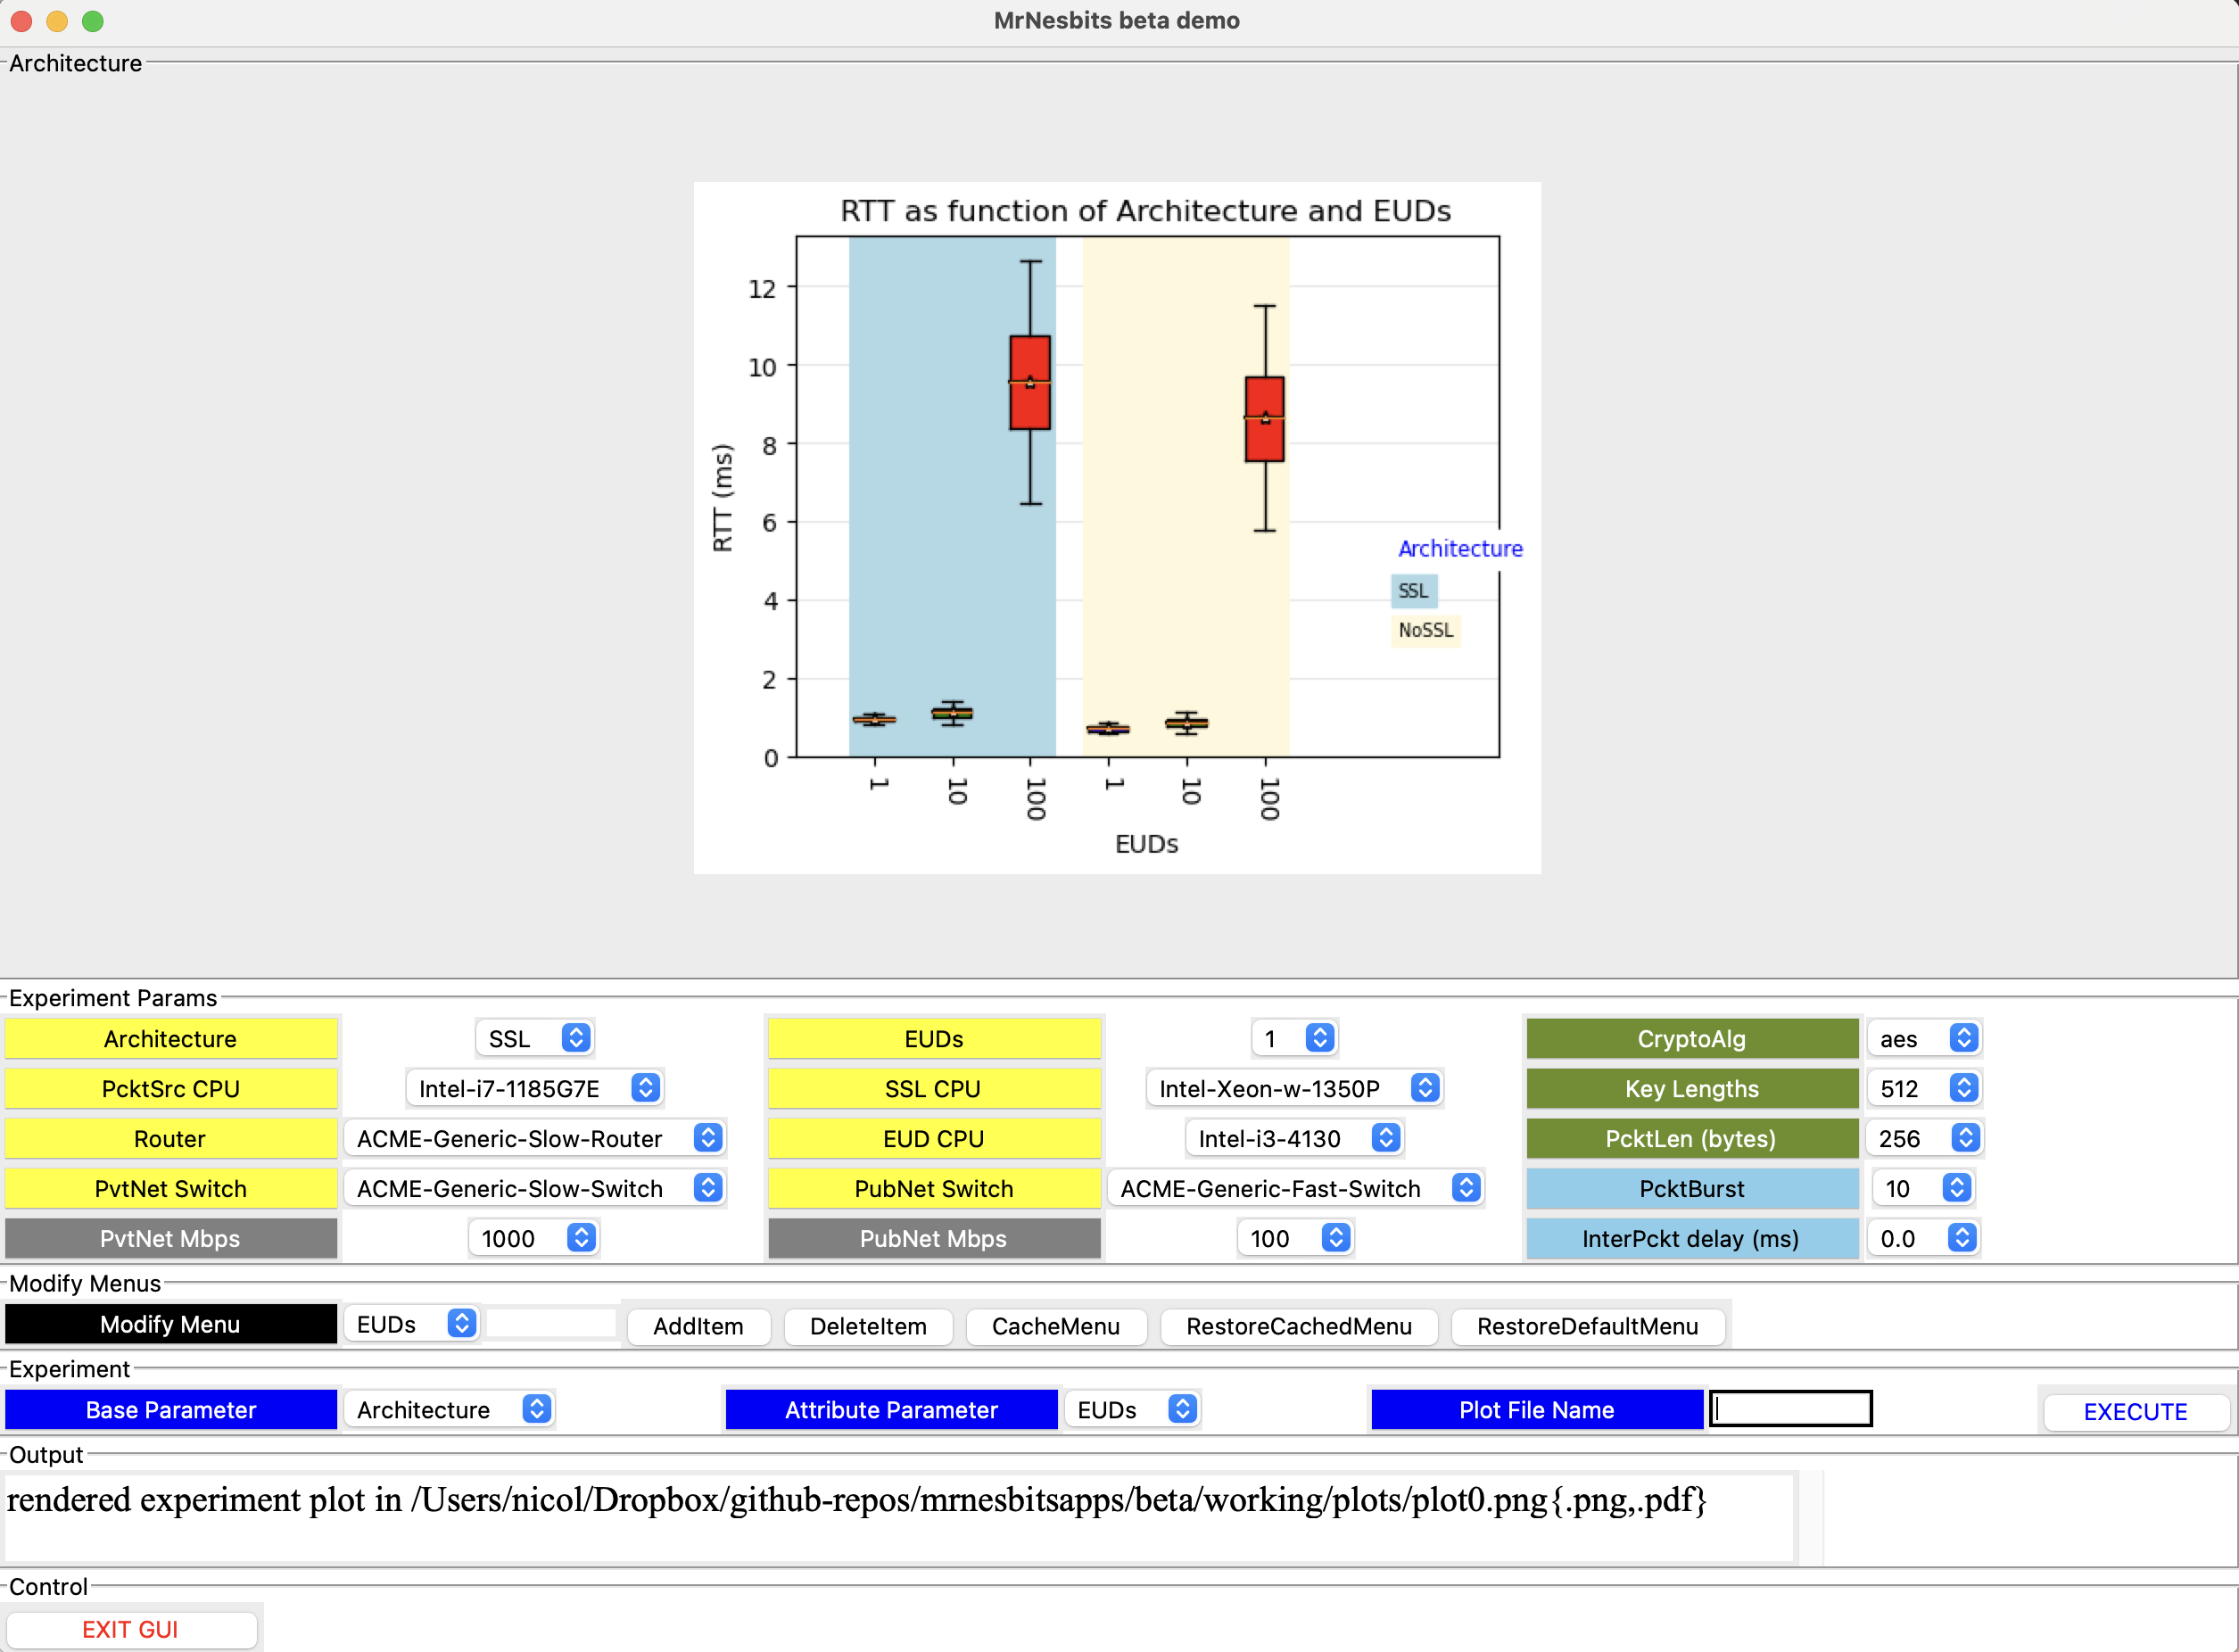 MrNesbits beta demo
Architecture
RTT as function of Architecture and EUDs
12
10
8
6
4
2
0
RTT (ms)
Architecture
SSL
NoSSL
1 10 100 1 10 100
EUDs
Experiment Params
Architecture SSL EUDs 1 CryptoAlg aes
PcktSrc CPU Intel-i7-1185G7E SSL CPU Intel-Xeon-w-1350P Key Lengths 512
Router ACME-Generic-Slow-Router EUD CPU Intel-i3-4130 PcktLen (bytes) 256
PvtNet Switch ACME-Generic-Slow-Switch PubNet Switch ACME-Generic-Fast-Switch PcktBurst 10
PvtNet Mbps 1000 PubNet Mbps 100 InterPckt delay (ms) 0.0
Modify Menus
Modify Menu EUDs AddItem DeleteItem CacheMenu RestoreCachedMenu RestoreDefaultMenu
Experiment
Base Parameter Architecture Attribute Parameter EUDs Plot File Name EXECUTE
Output
rendered experiment plot in /Users/nicol/Dropbox/github-repos/mrnesbitsapps/beta/working/plots/plot0.png{.png,.pdf}
Control
EXIT GUI